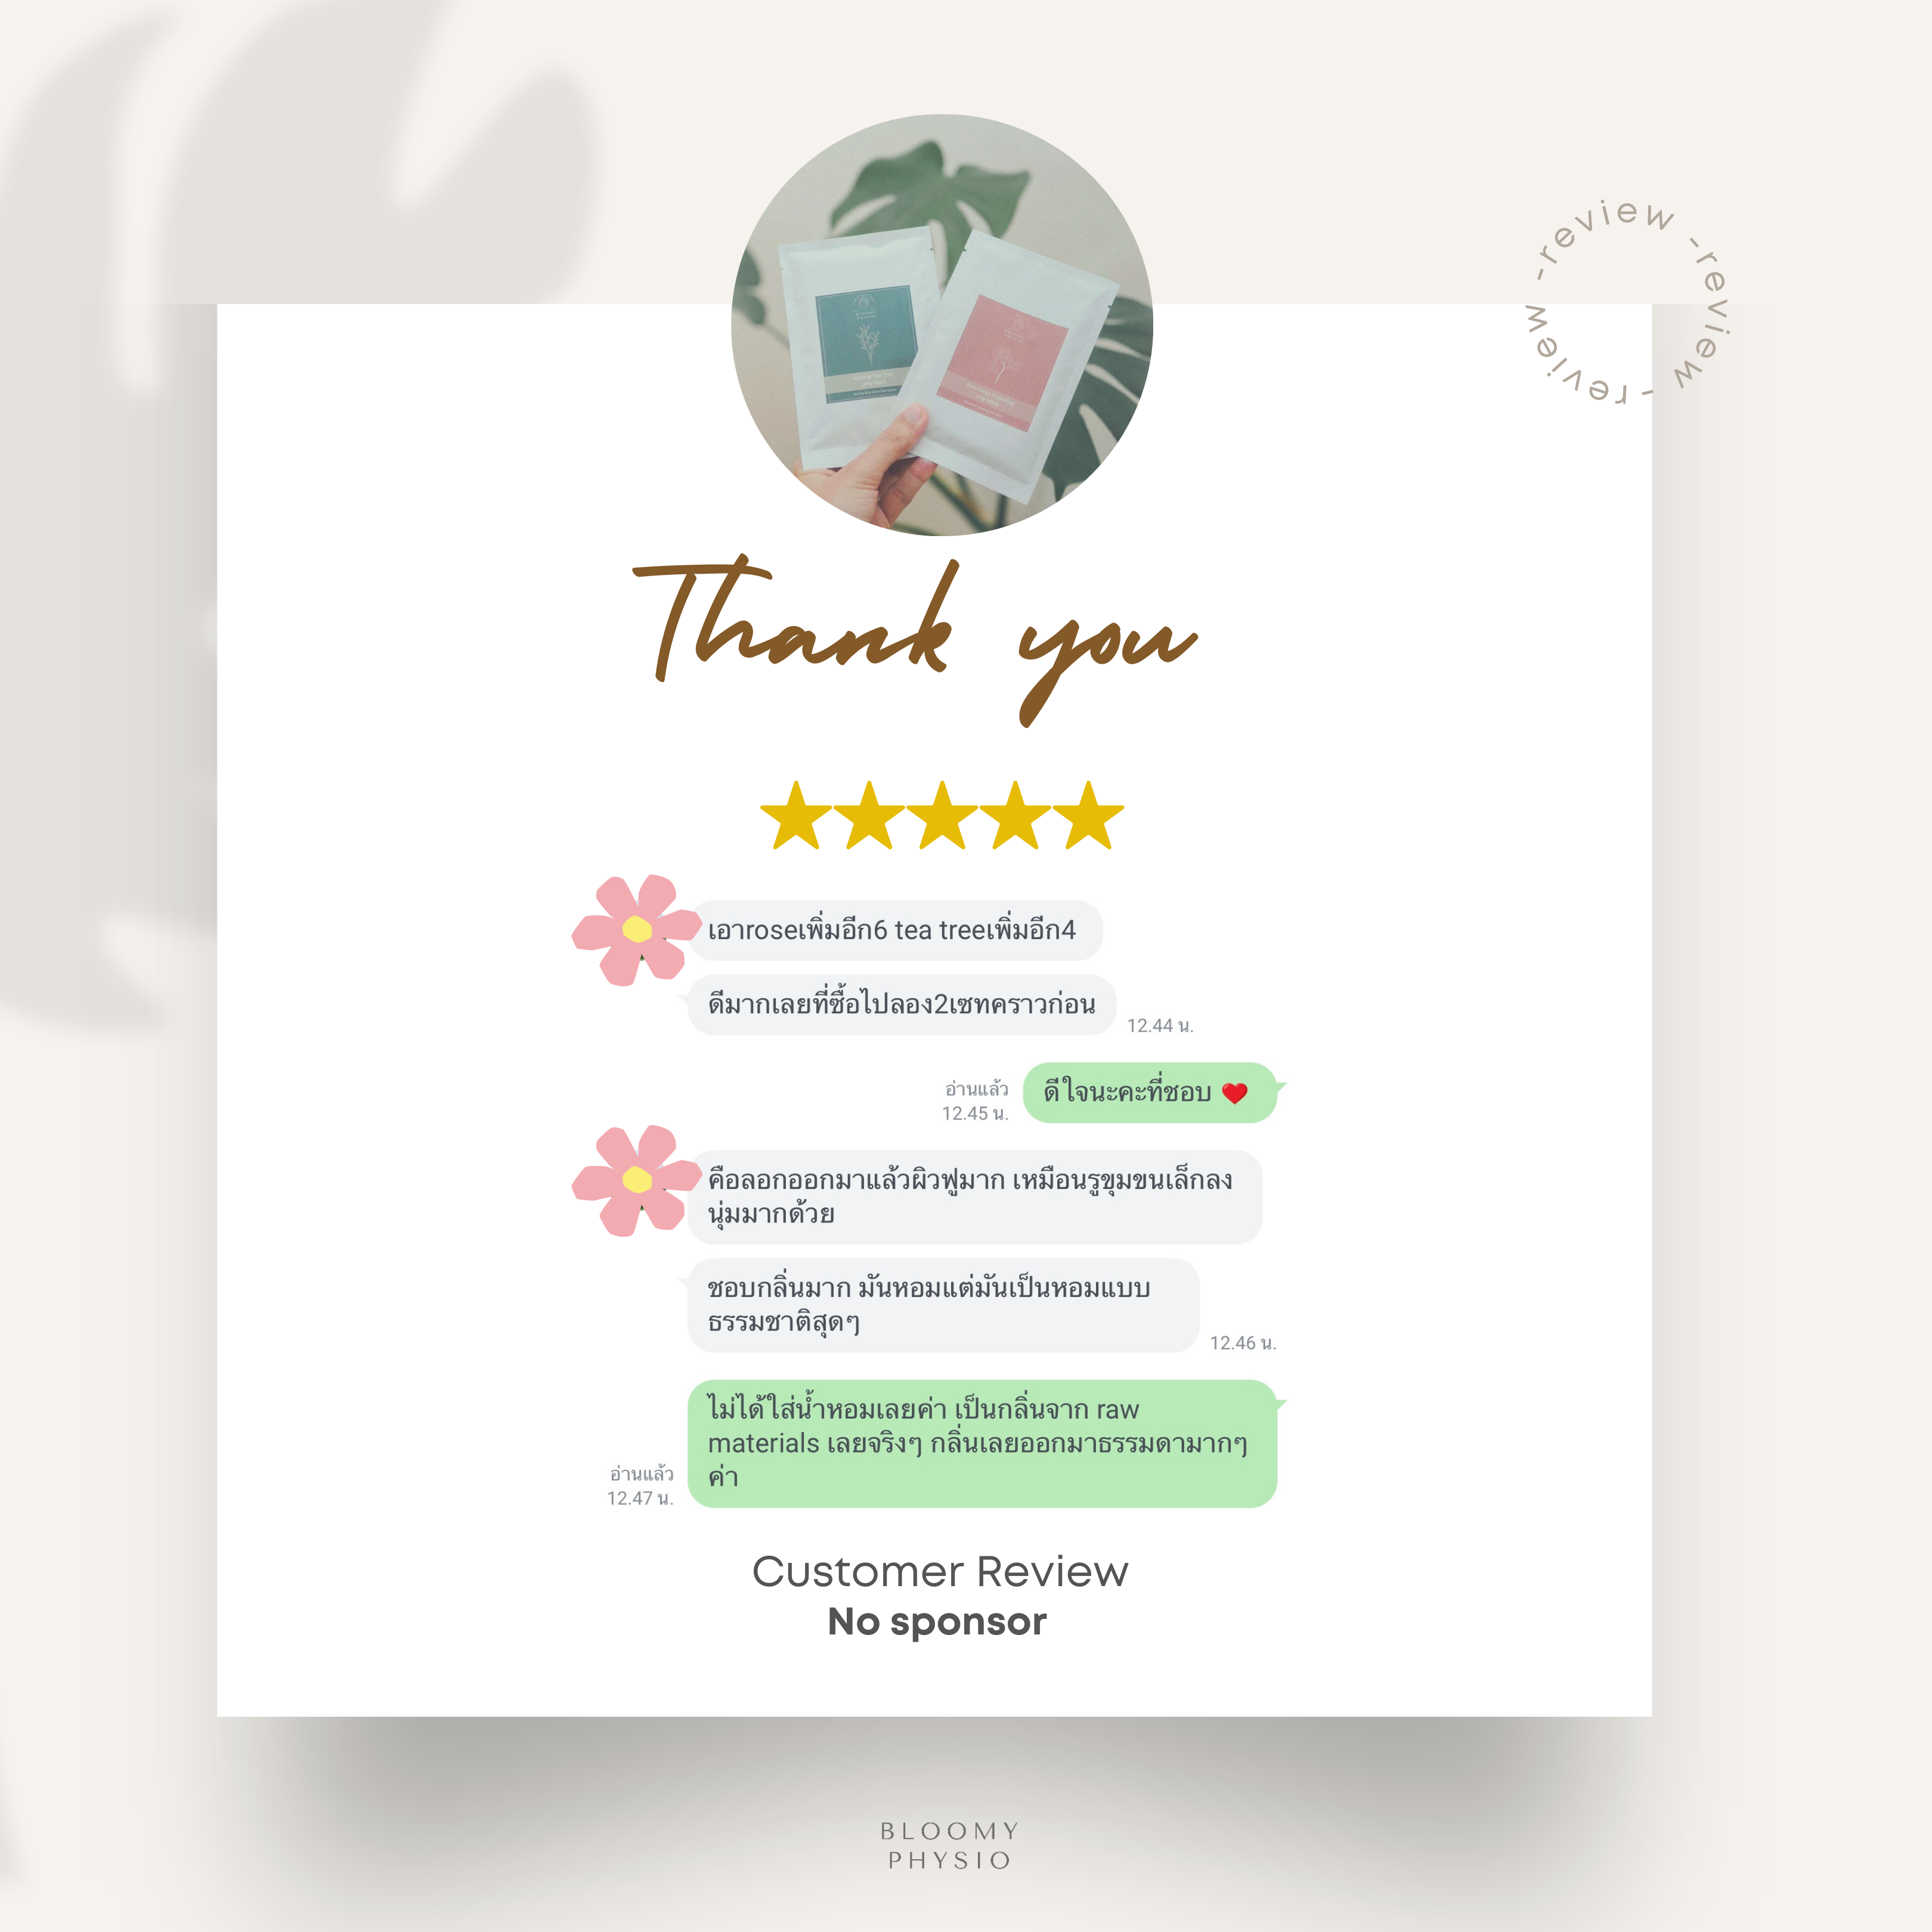 -review -review -review
BLOOMY
PHYSIO
Jelly Mask
Jelly Mask
Thank you
เอาroseเพิ่มอีก6 tea treeเพิ่มอีก4
ดีมากเลยที่ซื้อไปลอง2เซทคราวก่อน
12.44 น.
ดีใจนะคะที่ชอบ ❤
อ่านแล้ว
12.45 น.
คือลอกออกมาแล้วผิวฟูมาก เหมือนรูขุมขนเล็กลง
นุ่มมากด้วย
ชอบกลิ่นมาก มันหอมแต่มันเป็นหอมแบบ
ธรรมชาติสุดๆ
12.46 น.
ไม่ได้ใส่น้ำหอมเลยค่า เป็นกลิ่นจาก raw
materials เลยจริงๆ กลิ่นเลยออกมาธรรมดามากๆ
ค่า
อ่านแล้ว
12.47 น.
Customer Review
No sponsor
BLOOMY
PHYSIO